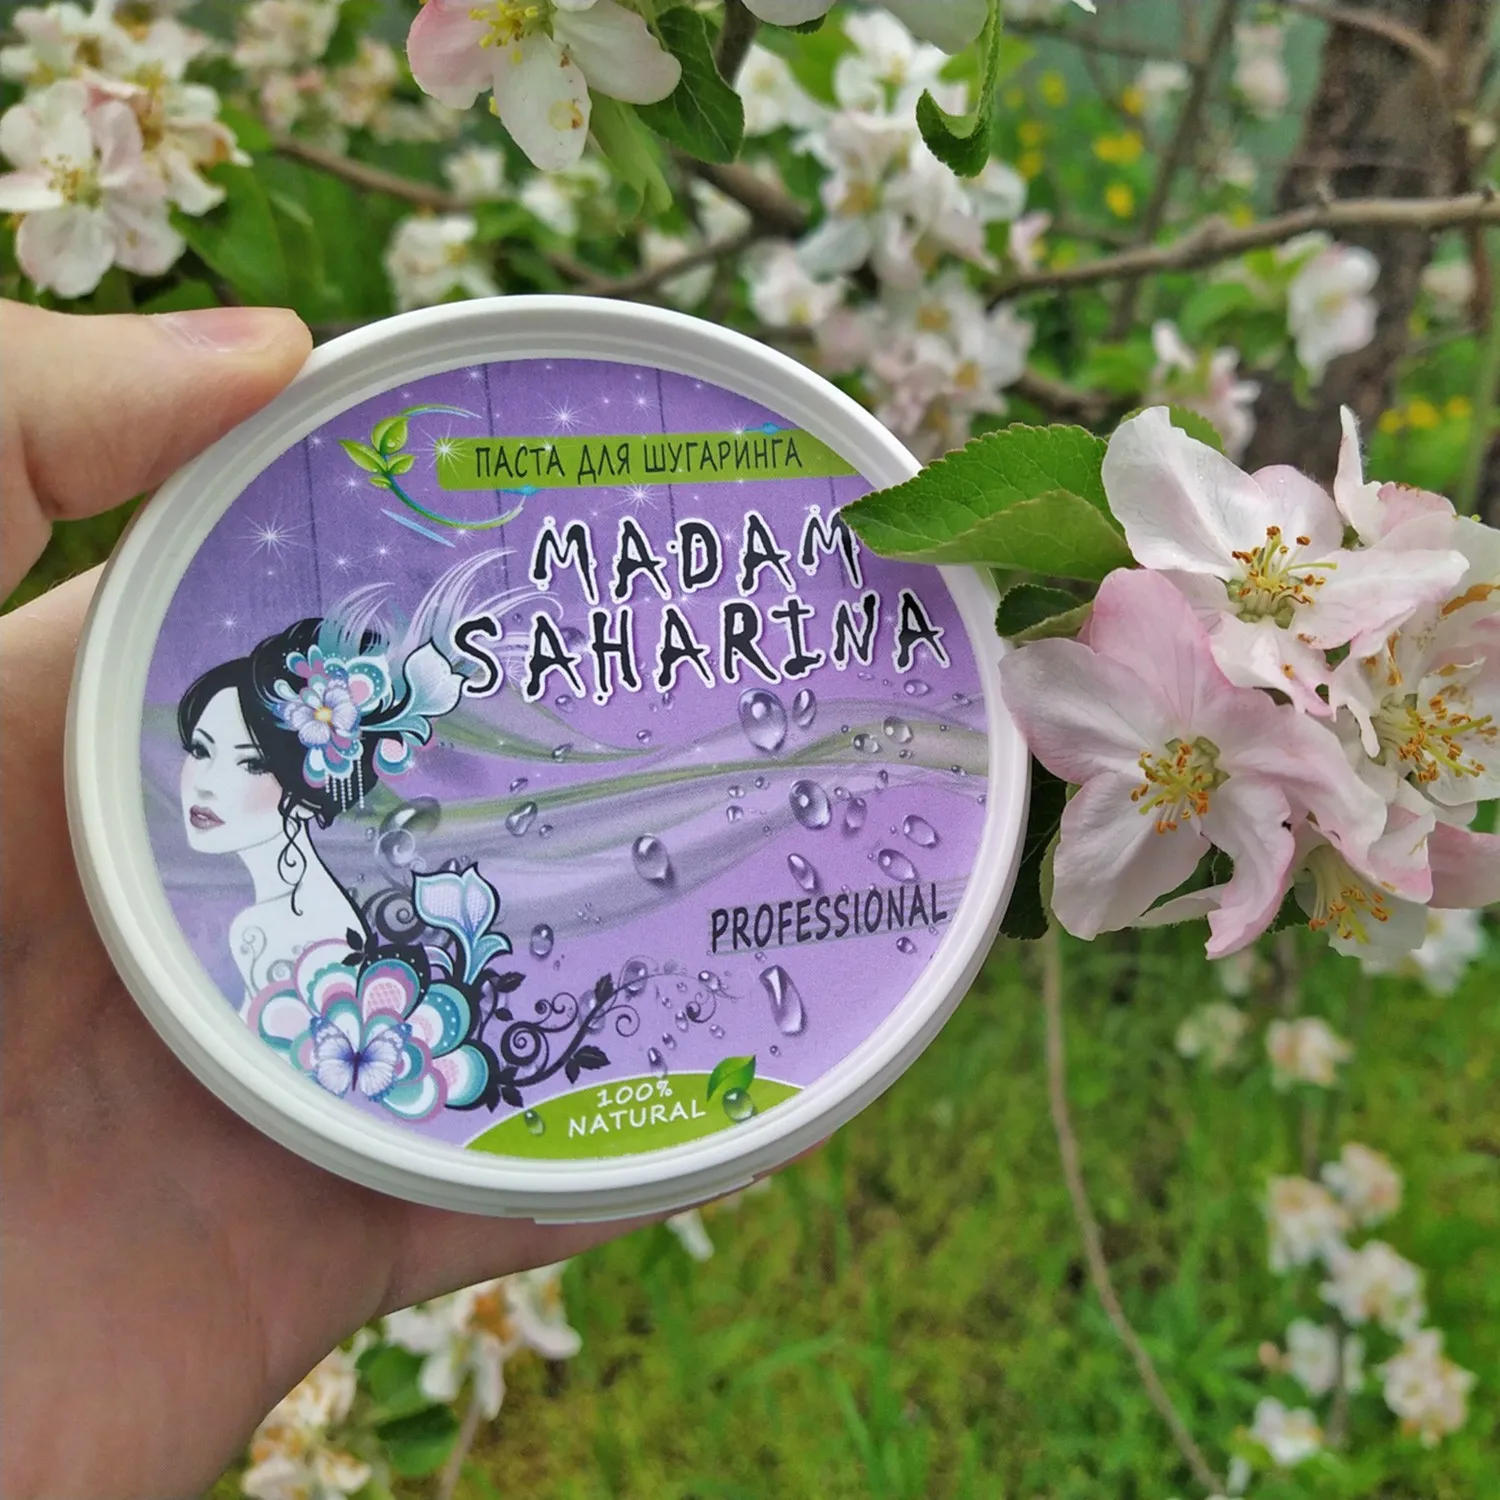 ПАСТА ДЛЯ ШУГАРИНГА
MADAM
SAHARINA
PROFESSIONAL
100%
NATURAL